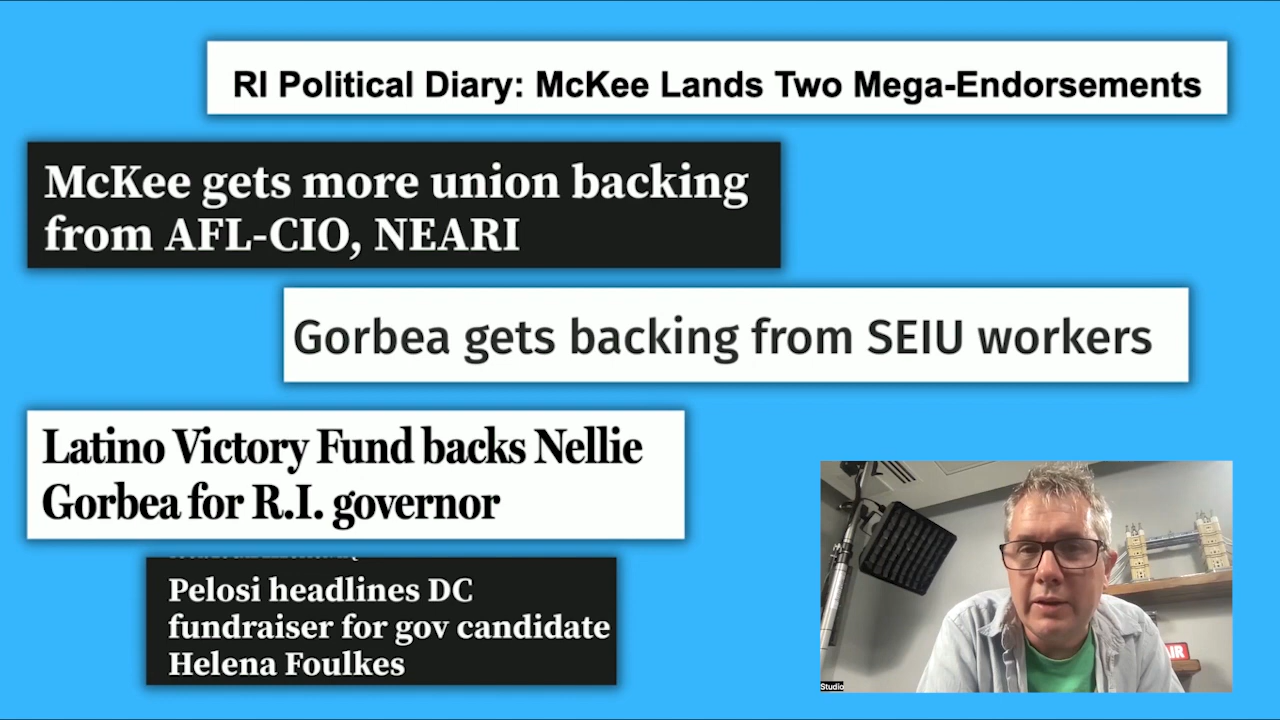 RI Political Diary: McKee Lands Two Mega-Endorsements
McKee gets more union backing
from AFL-CIO, NEARI
Gorbea gets backing from SEIU workers
Latino Victory Fund backs Nellie
Gorbea for R.I. governor
Pelosi headlines DC
fundraiser for gov candidate
Helena Foulkes
Studio